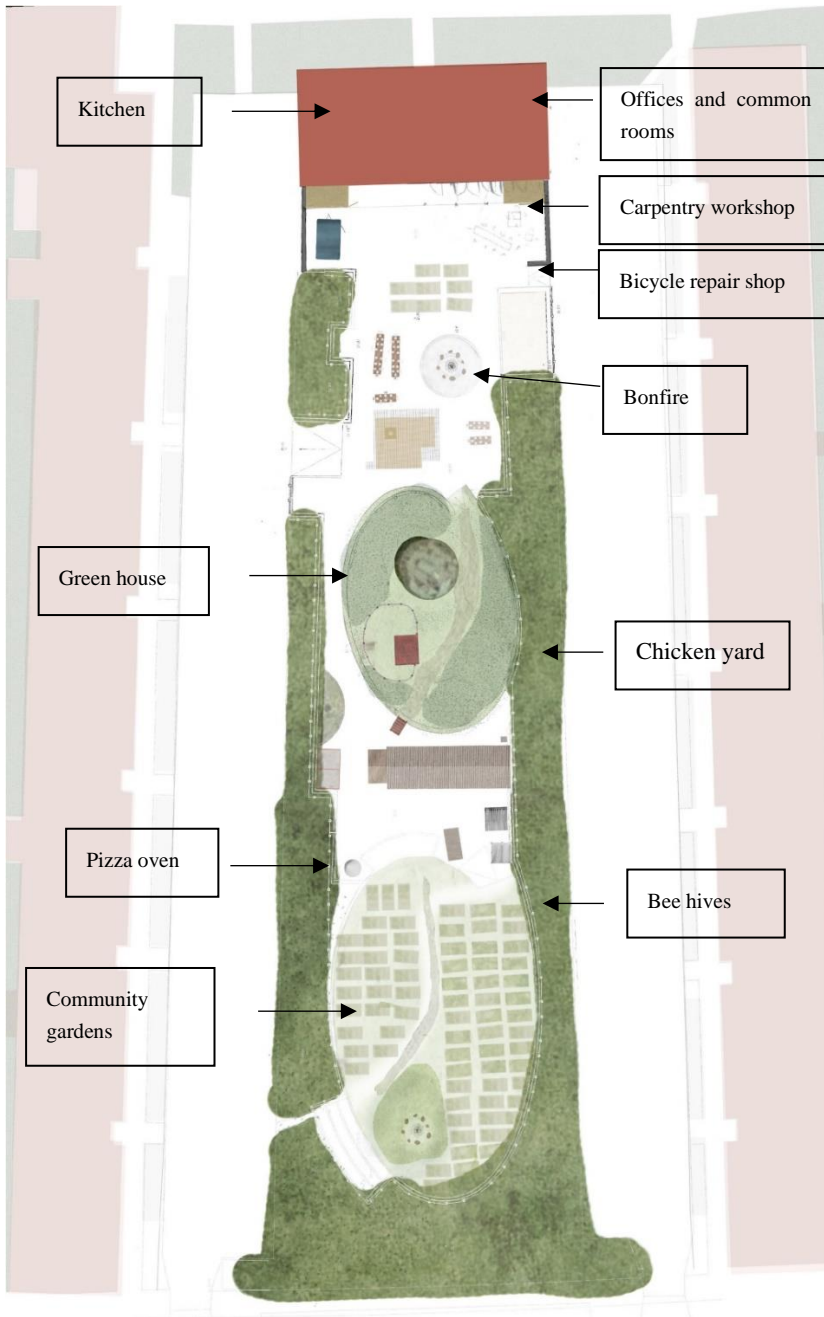 Kitchen
Offices and common
rooms
Carpentry workshop
Bicycle repair shop
Bonfire
Green house
Chicken yard
Pizza oven
Bee hives
Community
gardens